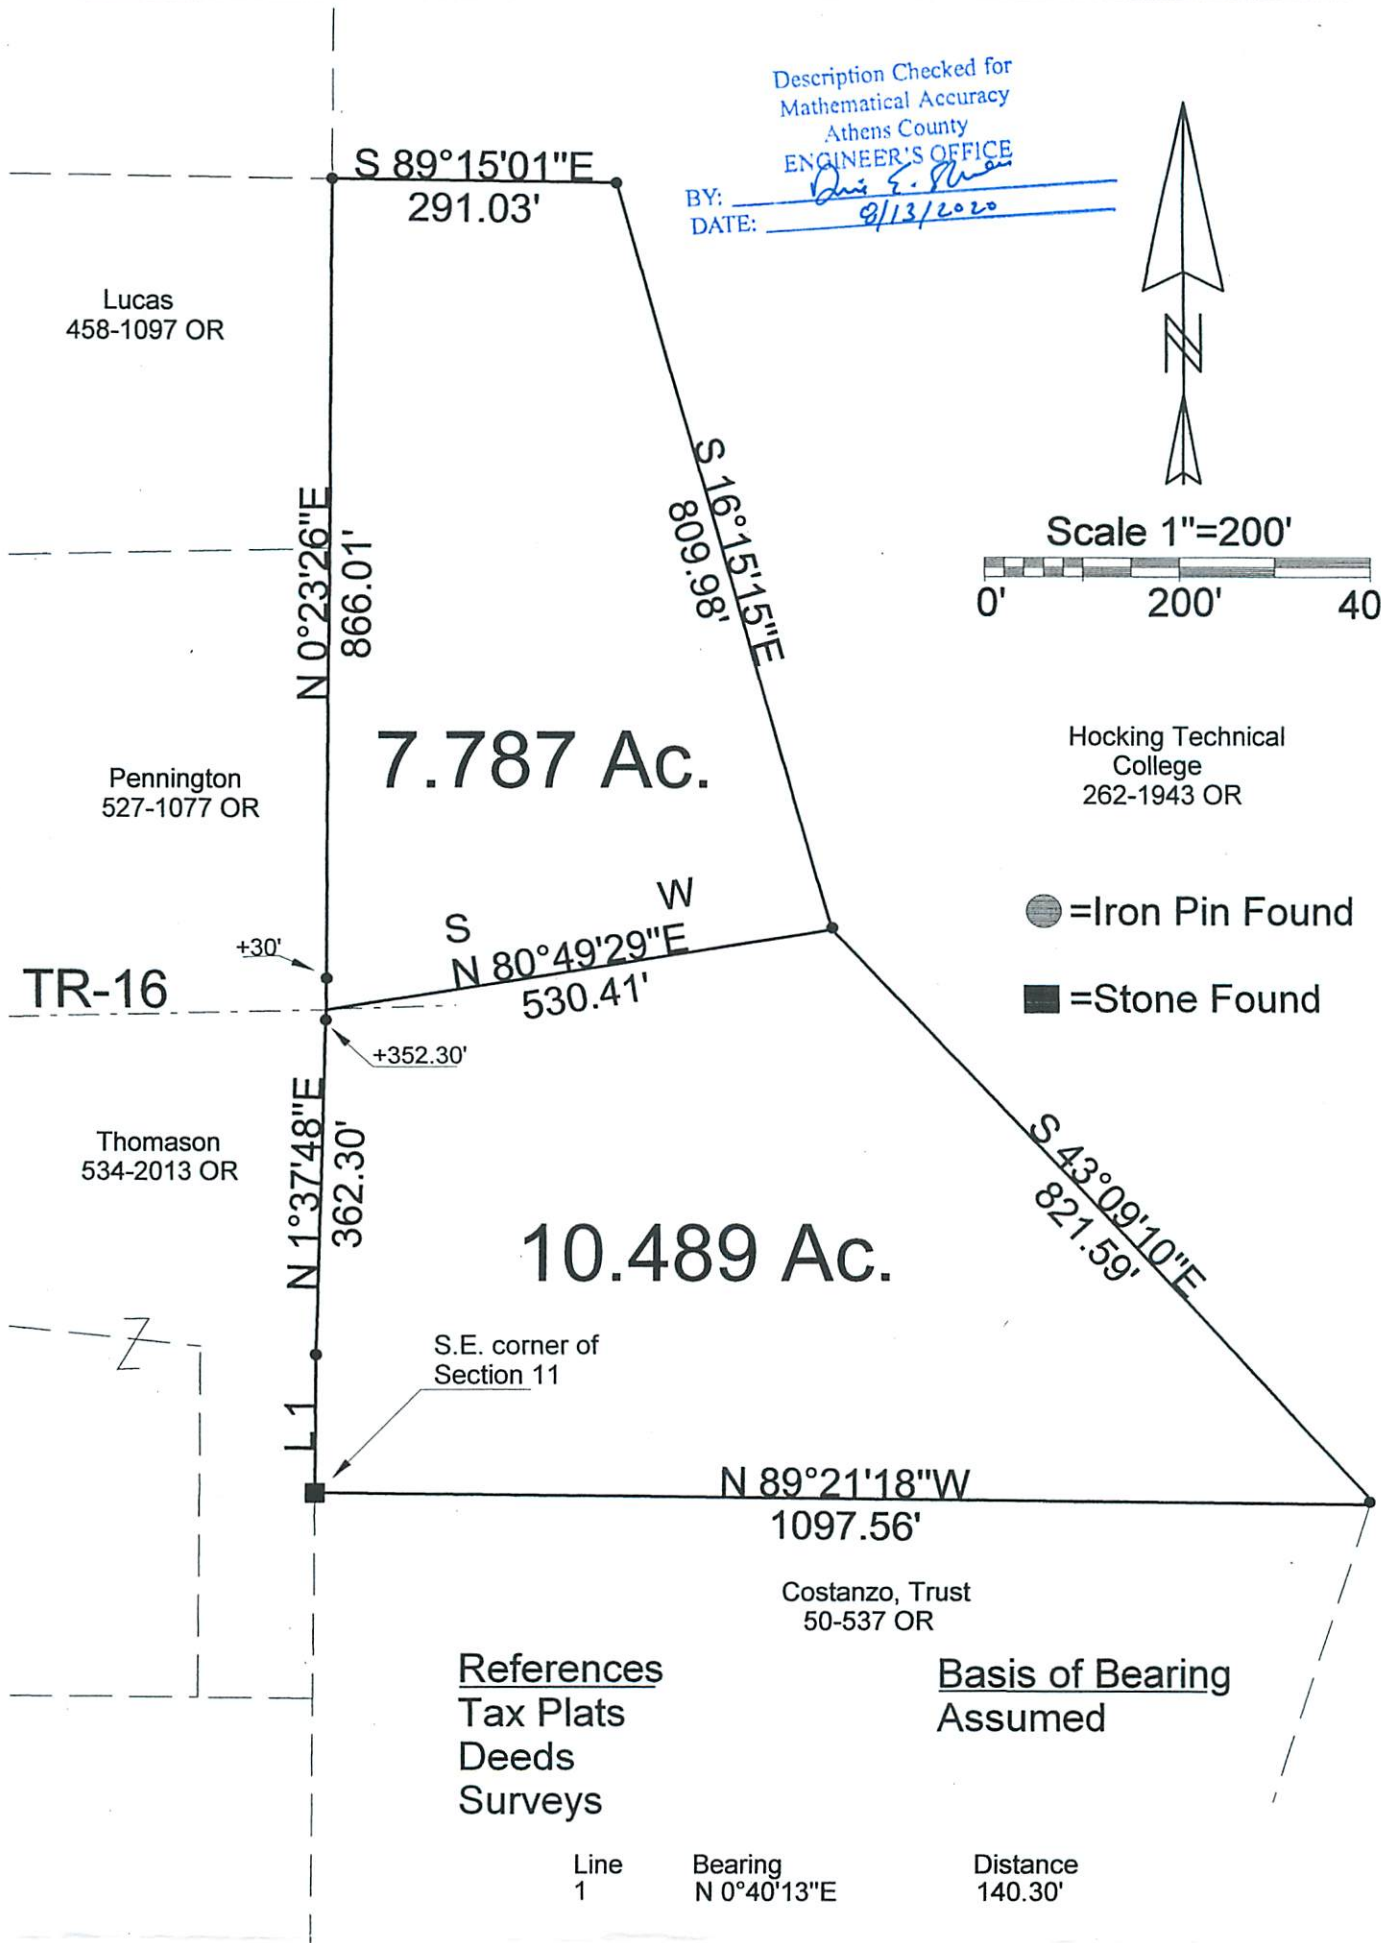 Description Checked for
Mathematical Accuracy
Athens County
ENGINEER'S OFFICE
BY:
DATE: 8/13/2020
S 89°15'01"E
291.03'
Lucas
458-1097 OR
N
S 16°15'15"E
809.98'
Scale 1"=200'
0' 200' 40
N 0°23'26"E
866.01'
7.787 Ac.
Hocking Technical
College
262-1943 OR
Pennington
527-1077 OR
=Iron Pin Found
=Stone Found
S W
N 80°49'29"E
530.41'
+30'
TR-16
+352.30'
N 1°37'48"E
362.30'
Thomason
534-2013 OR
S 43°09'10"E
821.59'
10.489 Ac.
S.E. corner of
Section 11
L 1
N 89°21'18"W
1097.56'
Costanzo, Trust
50-537 OR
References
Tax Plats
Deeds
Surveys
Basis of Bearing
Assumed
Line Bearing Distance
1 N 0°40'13"E 140.30'